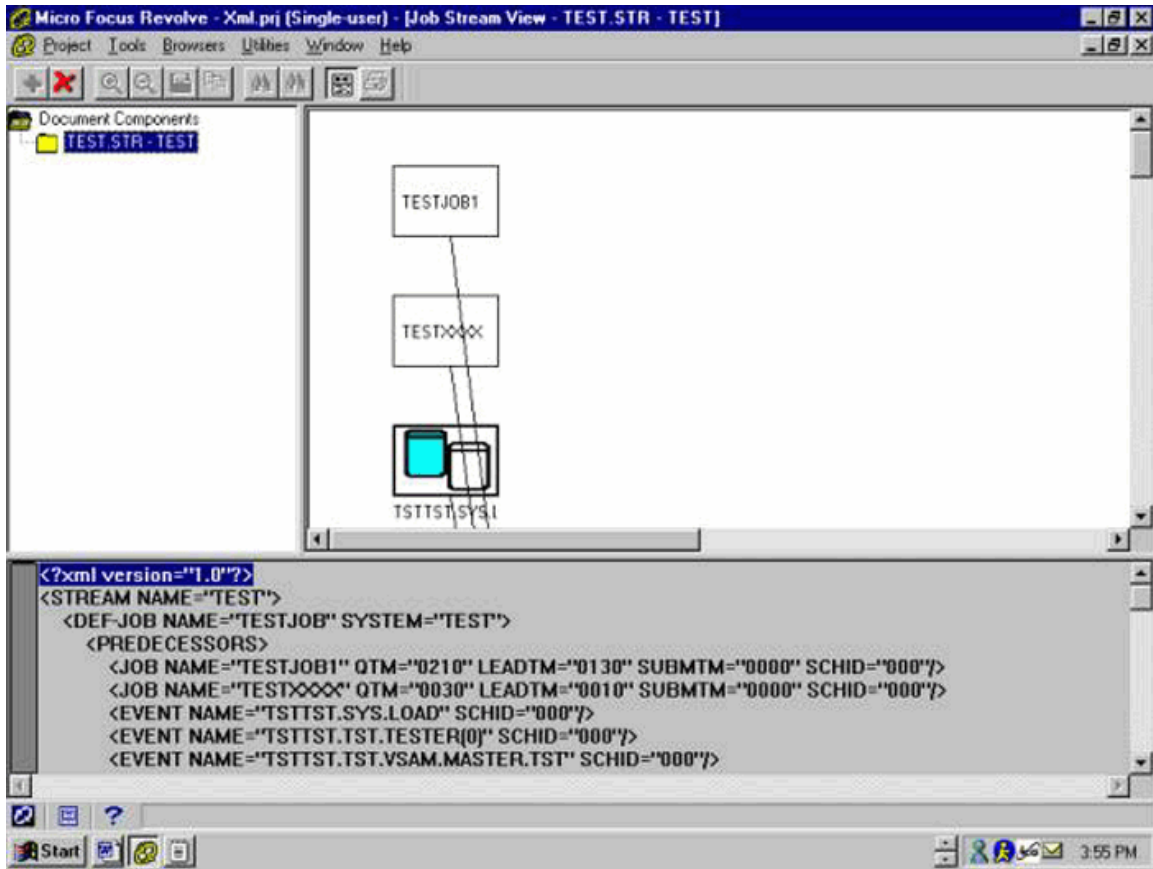 Micro Focus Revolve - Xml.prj (Single-user) - [Job Stream View - TEST.STR - TEST]
Project Tools Browsers Utilities Window Help
Document Components
TEST.STR - TEST
TESTJOB1
TESTXXXX
TSTTST.SYS.L
<?xml version="1.0"?>
<STREAM NAME="TEST">
<DEF-JOB NAME="TESTJOB" SYSTEM="TEST">
<PREDECESSORS>
<JOB NAME="TESTJOB1" QTM="0210" LEADTM="0130" SUBMTM="0000" SCHID="000"/>
<JOB NAME="TESTXXXX" QTM="0030" LEADTM="0010" SUBMTM="0000" SCHID="000"/>
<EVENT NAME="TSTTST.SYS.LOAD" SCHID="000"/>
<EVENT NAME="TSTTST.TST.TESTER(0)" SCHID="000"/>
<EVENT NAME="TSTTST.TST.VSAM.MASTER.TST" SCHID="000"/>
Start
3:55 PM